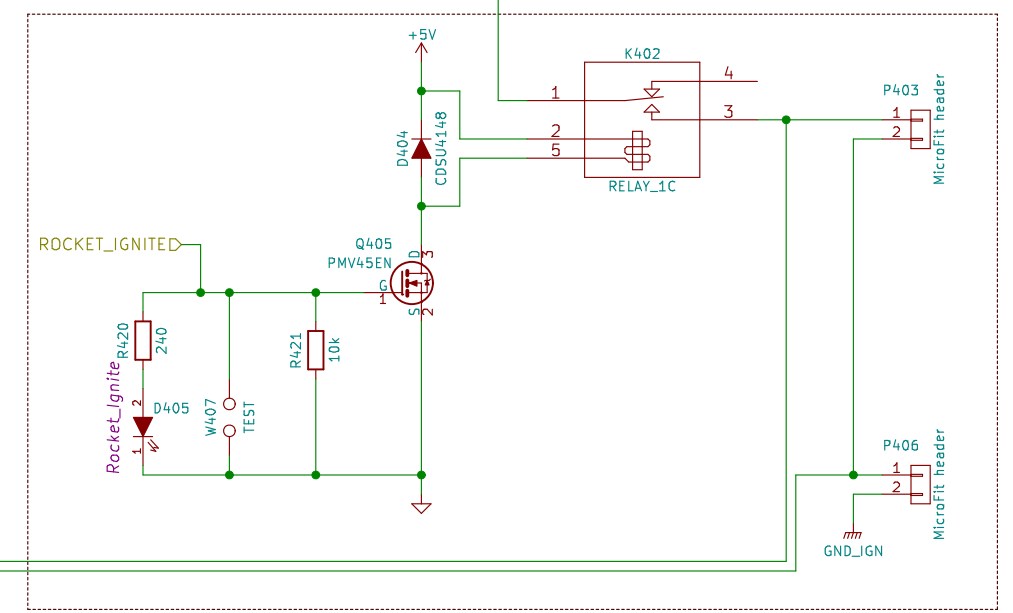 +5V
K402
1
4
3
2
5
RELAY_1C
D404
CDSU4148
P403
1
2
MicroFit header
ROCKET_IGNITE
Q405
PMV45EN
D
3
G
1
S
2
R420
240
Rocket_Ignite
2
D405
1
W407
TEST
R421
10k
P406
1
2
MicroFit header
GND_IGN